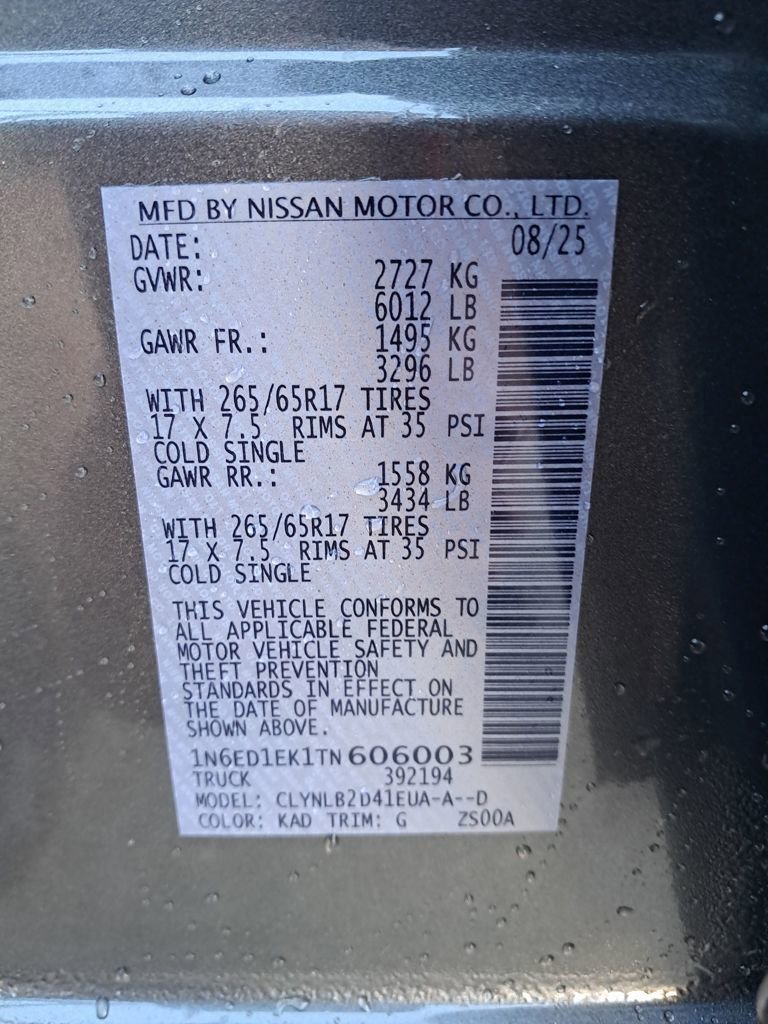 MFD BY NISSAN MOTOR CO., LTD.
DATE: 08/25
GVWR: 2727 KG
6012 LB
GAWR FR.: 1495 KG
3296 LB
WITH 265/65R17 TIRES
17 X 7.5 RIMS AT 35 PSI
COLD SINGLE
GAWR RR.: 1558 KG
3434 LB
WITH 265/65R17 TIRES
17 X 7.5 RIMS AT 35 PSI
COLD SINGLE
THIS VEHICLE CONFORMS TO
ALL APPLICABLE FEDERAL
MOTOR VEHICLE SAFETY AND
THEFT PREVENTION
STANDARDS IN EFFECT ON
THE DATE OF MANUFACTURE
SHOWN ABOVE.
1N6ED1EK1TN606003
TRUCK 392194
MODEL: CLYNLB2D41EUA-A--D
COLOR: KAD TRIM: G ZS00A